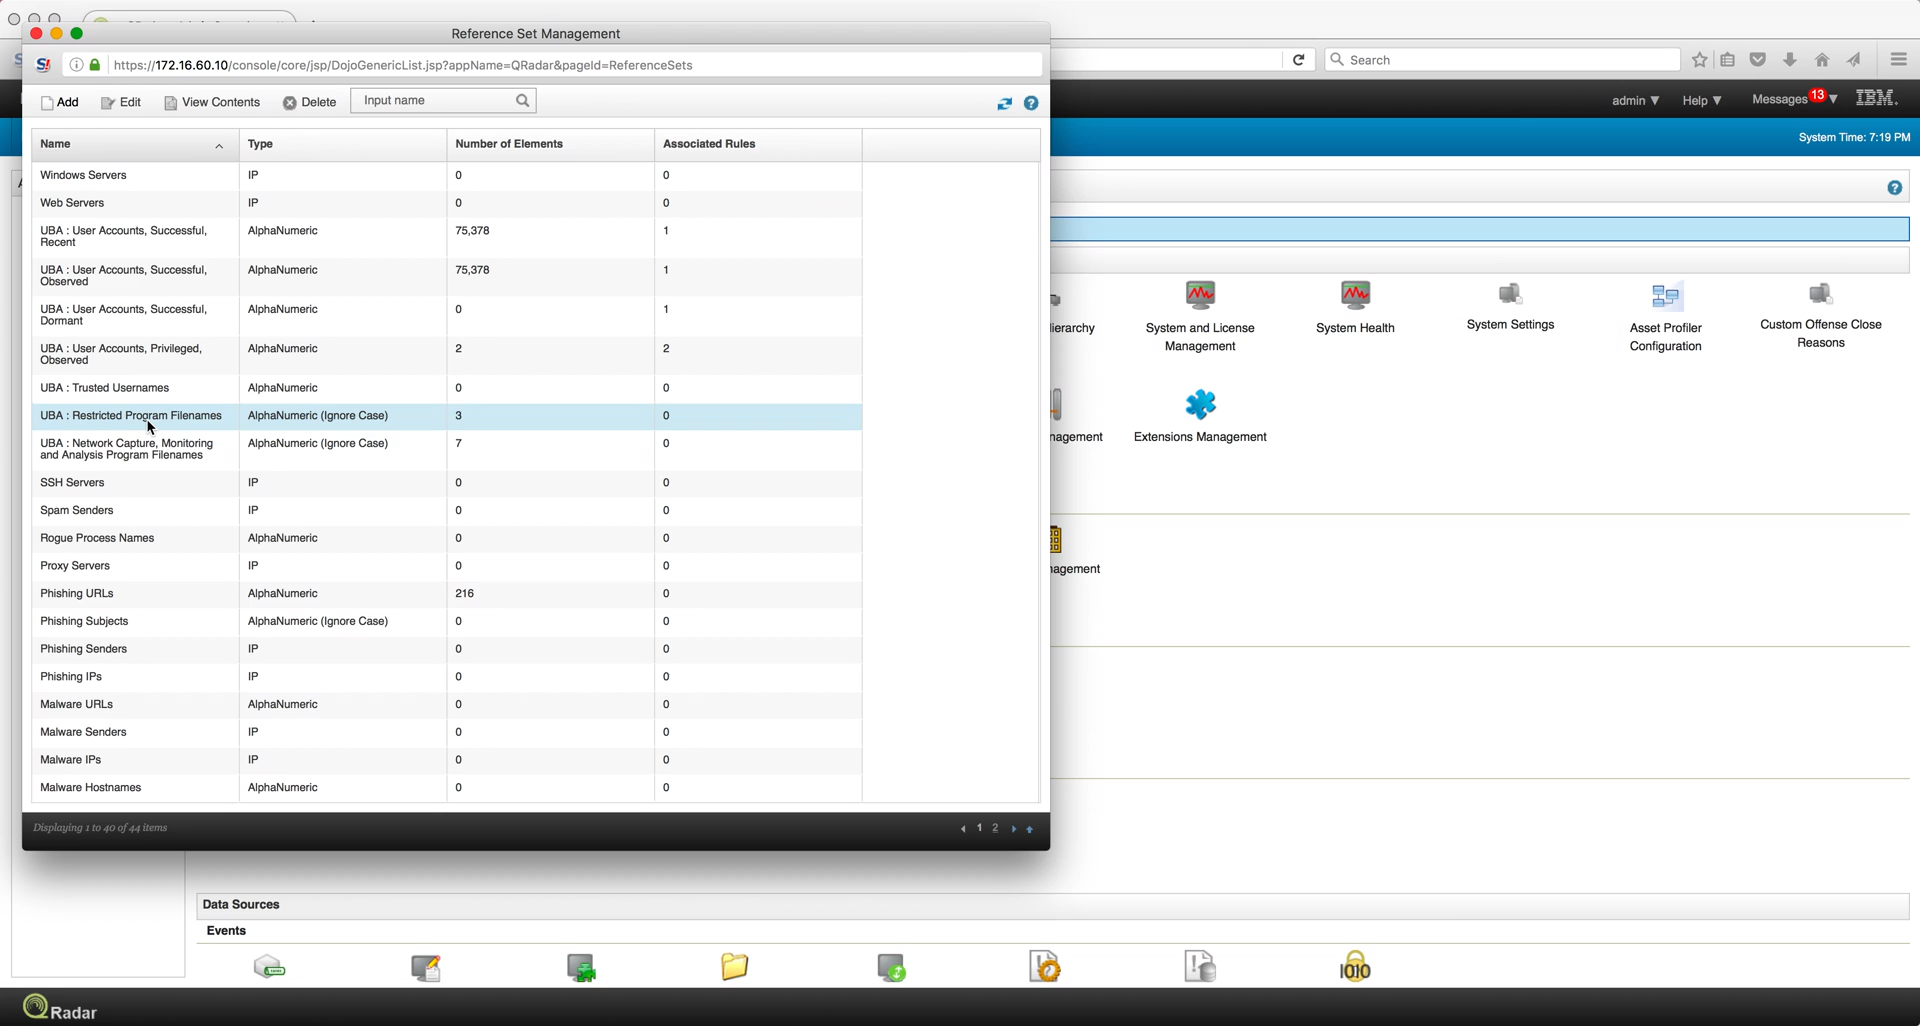 Reference Set Management
https://172.16.60.10/console/core/jsp/DojoGenericList.jsp?appName=QRadar&pageId=ReferenceSets
Search
Add Edit View Contents Delete Input name
admin Help Messages 13 IBM.
System Time: 7:19 PM
Name Type Number of Elements Associated Rules
Windows Servers IP 0 0
Web Servers IP 0 0
UBA : User Accounts, Successful, AlphaNumeric 75,378 1
Recent
UBA : User Accounts, Successful, AlphaNumeric 75,378 1
Observed
UBA : User Accounts, Successful, AlphaNumeric 0 1
Dormant
UBA : User Accounts, Privileged, AlphaNumeric 2 2
Observed
UBA : Trusted Usernames AlphaNumeric 0 0
UBA : Restricted Program Filenames AlphaNumeric (Ignore Case) 3 0
UBA : Network Capture, Monitoring AlphaNumeric (Ignore Case) 7 0
and Analysis Program Filenames
SSH Servers IP 0 0
Spam Senders IP 0 0
Rogue Process Names AlphaNumeric 0 0
Proxy Servers IP 0 0
Phishing URLs AlphaNumeric 216 0
Phishing Subjects AlphaNumeric (Ignore Case) 0 0
Phishing Senders IP 0 0
Phishing IPs IP 0 0
Malware URLs AlphaNumeric 0 0
Malware Senders IP 0 0
Malware IPs IP 0 0
Malware Hostnames AlphaNumeric 0 0
Displaying 1 to 40 of 44 items 1 2
ierarchy
System and License
Management
System Health
System Settings
Asset Profiler
Configuration
Custom Offense Close
Reasons
nagement
Extensions Management
nagement
Data Sources
Events
1010
QRadar